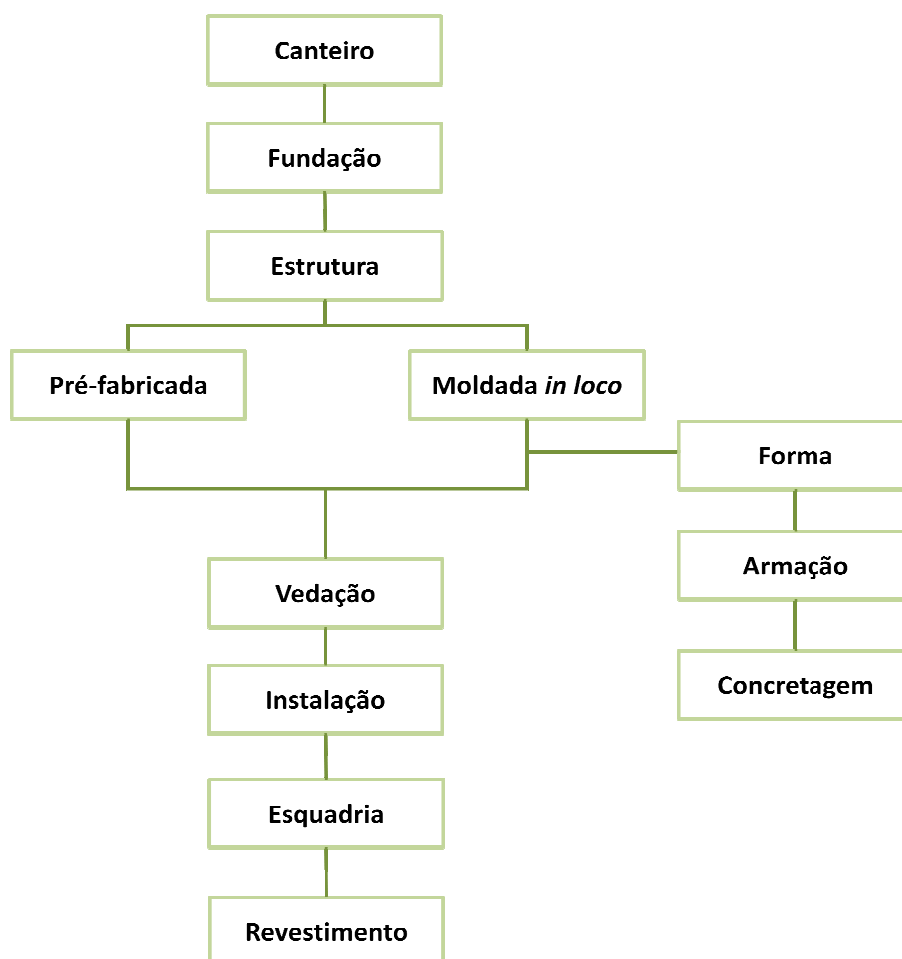 Canteiro
Fundação
Estrutura
Pré-fabricada
Moldada in loco
Forma
Armação
Concretagem
Vedação
Instalação
Esquadria
Revestimento